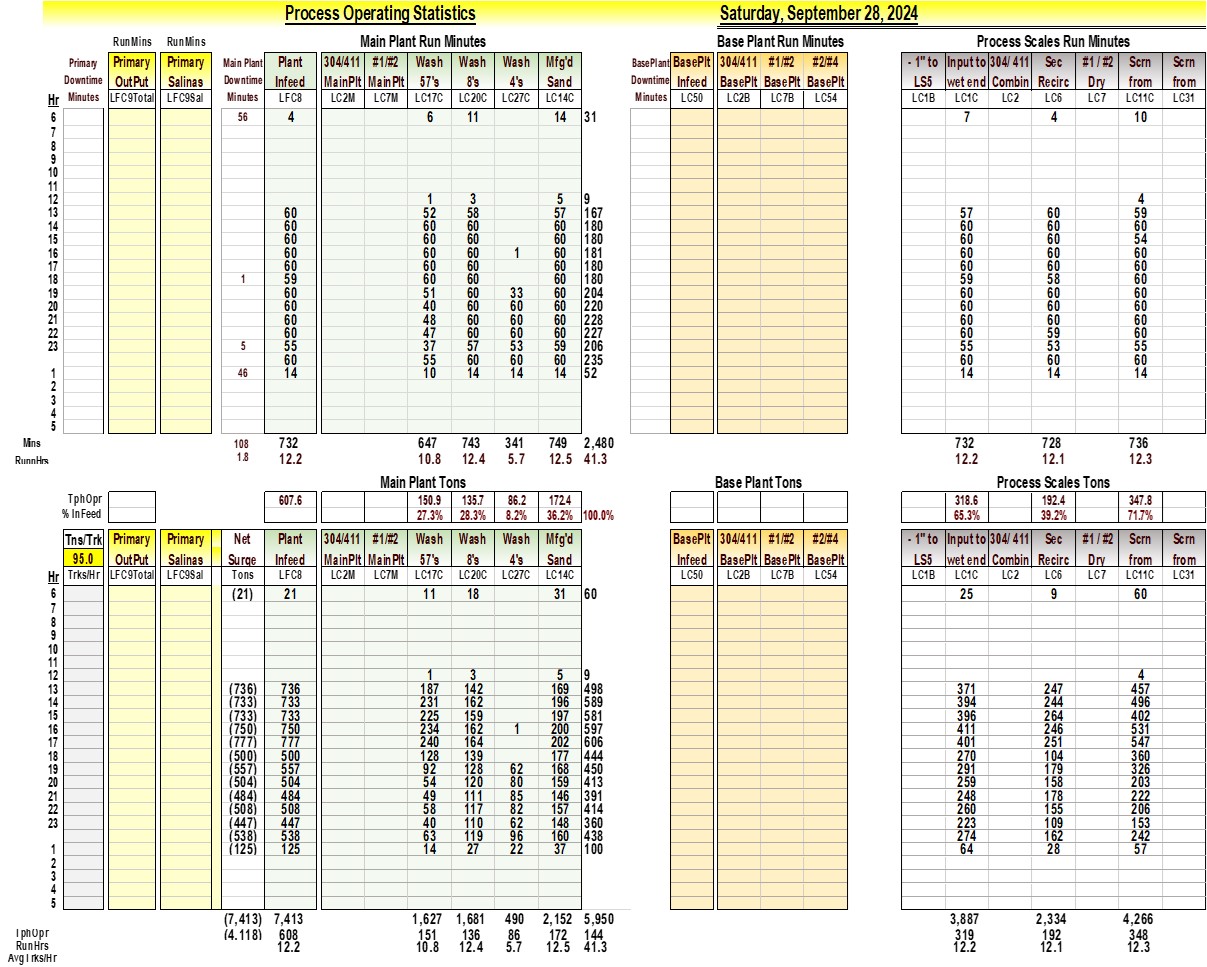 Process Operating Statistics Saturday, September 28, 2024
RunMins RunMins Main Plant Run Minutes Base Plant Run Minutes Process Scales Run Minutes
Primary Primary Primary Main Plant Plant 304/411 #1/#2 Wash Wash Wash Mfg'd BasePlant BasePlt 304/411 #1/#2 #2/#4 - 1" to Input to 304/ 411 Sec #1 / #2 Scrn Scrn
Downtime OutPut Salinas Downtime Infeed MainPlt MainPlt 57's 8's 4's Sand Downtime Infeed BasePlt BasePlt BasePlt LS5 wet end Combin Recirc Dry from from
Hr Minutes LFC9Total LFC9Sal Minutes LFC8 LC2M LC7M LC17C LC20C LC27C LC14C Minutes LC50 LC2B LC7B LC54 LC1B LC1C LC2 LC6 LC7 LC11C LC31
6 56 4 6 11 14 31 7 4 10
7
8
9
10
11
12 1 3 5 9 4
13 60 52 58 57 167 57 60 59
14 60 60 60 60 180 60 60 60
15 60 60 60 60 180 60 60 54
16 60 60 60 1 60 181 60 60 60
17 60 60 60 60 180 60 60 60
18 1 59 60 60 60 180 59 58 60
19 60 51 60 33 60 204 60 60 60
20 60 40 60 60 60 220 60 60 60
21 60 48 60 60 60 228 60 60 60
22 60 47 60 60 60 227 60 59 60
23 5 55 37 57 53 59 206 55 53 55
60 55 60 60 60 235 60 60 60
1 46 14 10 14 14 14 52 14 14 14
2
3
4
5
Mins 108 732 647 743 341 749 2,480 732 728 736
RunnHrs 1.8 12.2 10.8 12.4 5.7 12.5 41.3 12.2 12.1 12.3
Main Plant Tons Base Plant Tons Process Scales Tons
TphOpr 607.6 150.9 135.7 86.2 172.4 318.6 192.4 347.8
% InFeed 27.3% 28.3% 8.2% 36.2% 100.0% 65.3% 39.2% 71.7%
Tns/Trk Primary Primary Net Plant 304/411 #1/#2 Wash Wash Wash Mfg'd BasePlt 304/411 #1/#2 #2/#4 - 1" to Input to 304/ 411 Sec #1 / #2 Scrn Scrn
95.0 OutPut Salinas Surge Infeed MainPlt MainPlt 57's 8's 4's Sand Infeed BasePlt BasePlt BasePlt LS5 wet end Combin Recirc Dry from from
Hr Trks/Hr LFC9Total LFC9Sal Tons LFC8 LC2M LC7M LC17C LC20C LC27C LC14C LC50 LC2B LC7B LC54 LC1B LC1C LC2 LC6 LC7 LC11C LC31
6 (21) 21 11 18 31 60 25 9 60
7
8
9
10
11
12 1 3 5 9 4
13 (736) 736 187 142 169 498 371 247 457
14 (733) 733 231 162 196 589 394 244 496
15 (733) 733 225 159 197 581 396 264 402
16 (750) 750 234 162 1 200 597 411 246 531
17 (777) 777 240 164 202 606 401 251 547
18 (500) 500 128 139 177 444 270 104 360
19 (557) 557 92 128 62 168 450 291 179 326
20 (504) 504 54 120 80 159 413 259 158 203
21 (484) 484 49 111 85 146 391 248 178 222
22 (508) 508 58 117 82 157 414 260 155 206
23 (447) 447 40 110 62 148 360 223 109 153
(538) 538 63 119 96 160 438 274 162 242
1 (125) 125 14 27 22 37 100 64 28 57
2
3
4
5
(7,413) 7,413 1,627 1,681 490 2,152 5,950 3,887 2,334 4,266
TphOpr (4,118) 608 151 136 86 172 144 319 192 348
RunHrs 12.2 10.8 12.4 5.7 12.5 41.3 12.2 12.1 12.3
AvgTrks/Hr